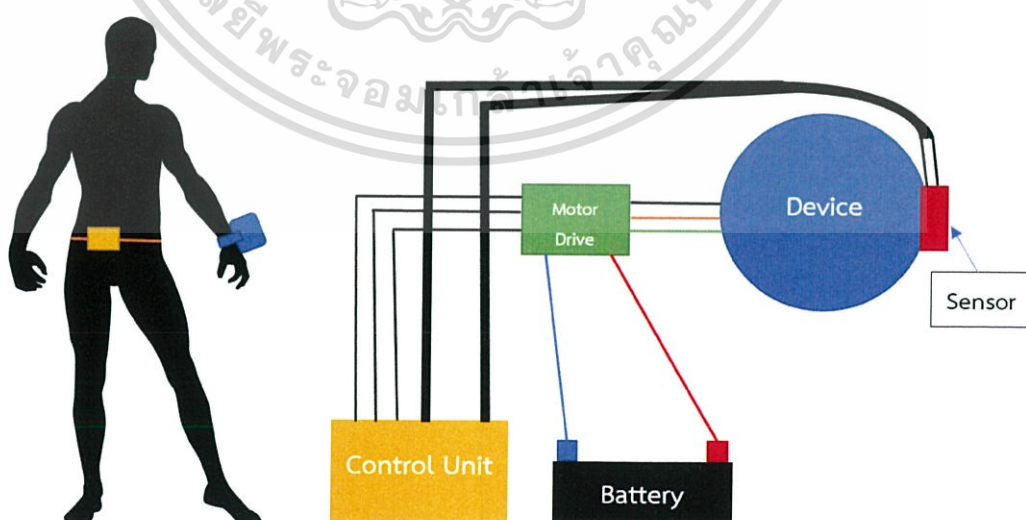 พระจอมเกล้าเจ้าคุณ
Motor
Drive
Device
Sensor
Control Unit
Battery